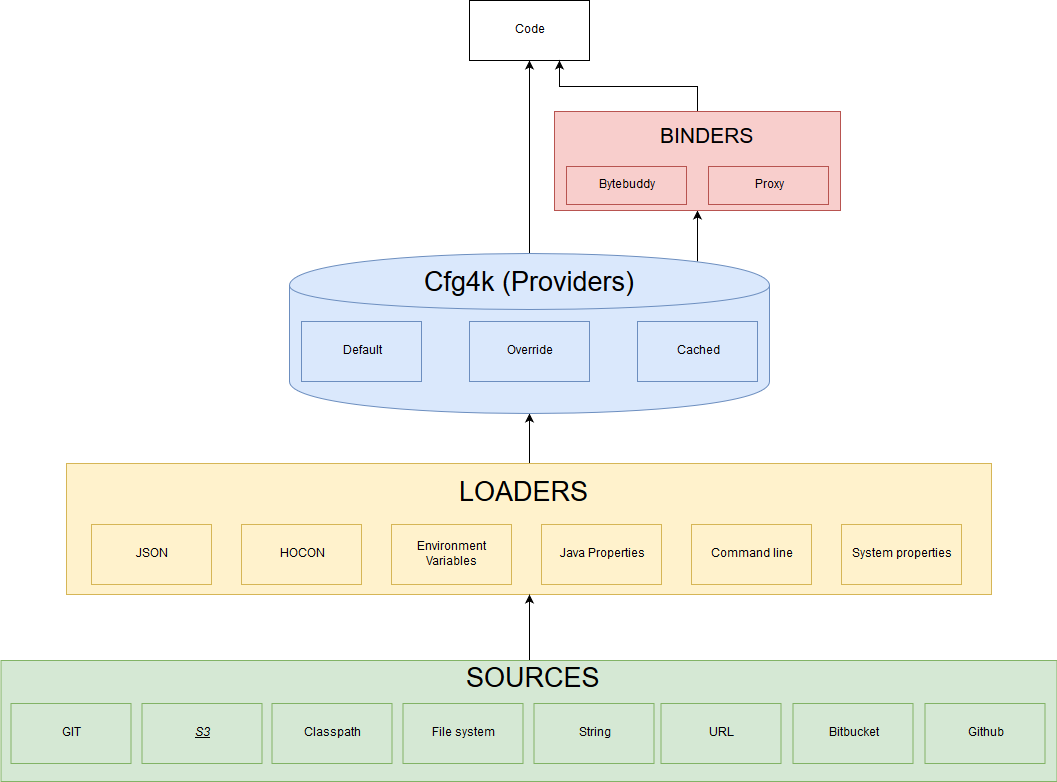 Code
BINDERS
Bytebuddy
Proxy
Cfg4k (Providers)
Default
Override
Cached
LOADERS
JSON
HOCON
Environment
Variables
Java Properties
Command line
System properties
SOURCES
GIT
S3
Classpath
File system
String
URL
Bitbucket
Github